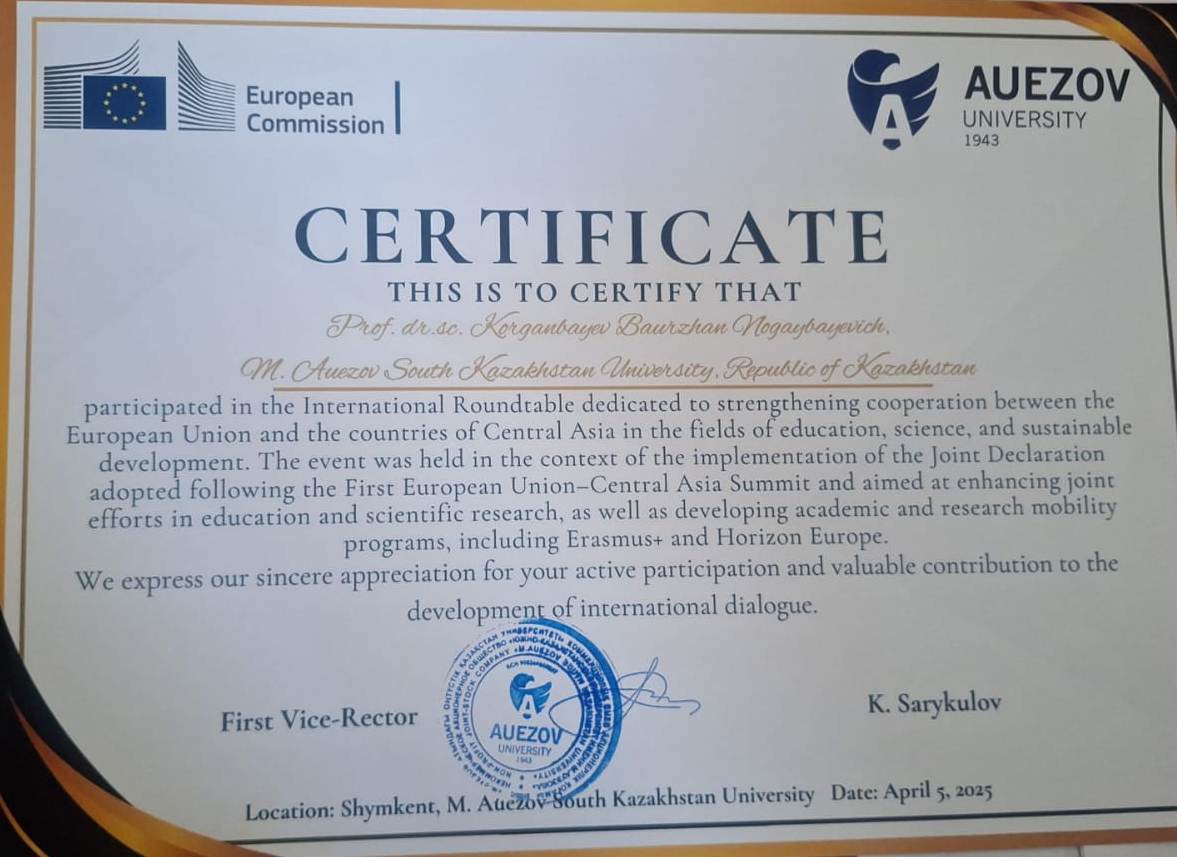 European
Commission
AUEZOV
UNIVERSITY
1943
CERTIFICATE
THIS IS TO CERTIFY THAT
Prof. dr.sc. Korganbayev Baurzhan Nogaybayevich,
M. Auezov South Kazakhstan University, Republic of Kazakhstan
participated in the International Roundtable dedicated to strengthening cooperation between the
European Union and the countries of Central Asia in the fields of education, science, and sustainable
development. The event was held in the context of the implementation of the Joint Declaration
adopted following the First European Union–Central Asia Summit and aimed at enhancing joint
efforts in education and scientific research, as well as developing academic and research mobility
programs, including Erasmus+ and Horizon Europe.
We express our sincere appreciation for your active participation and valuable contribution to the
development of international dialogue.
First Vice-Rector
AUEZOV
UNIVERSITY
1943
K. Sarykulov
Location: Shymkent, M. Auezov South Kazakhstan University Date: April 5, 2025